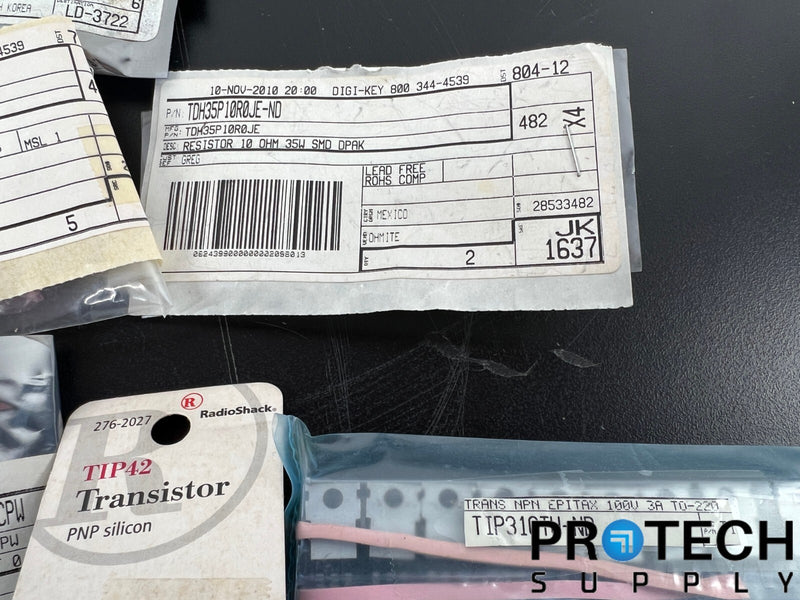 KOREA
LD-3722
4539
MSL 1
5
10-NOV-2010 20:00 DIGI-KEY 800 344-4539
804-12
P/N: TDH35P10R0JE-ND
MFG P/N: TDH35P10R0JE
DESC: RESISTOR 10 OHM 35W SMD DPAK
GREG
482 X4
LEAD FREE
ROHS COMP
MEXICO
28533482
OHMITE
2
JK
1637
276-2027
R RadioShack
TIP42
Transistor
PNP silicon
CPW
TRANS NPN EPITAX 100V 3A TO-220
PROTECH
SUPPLY